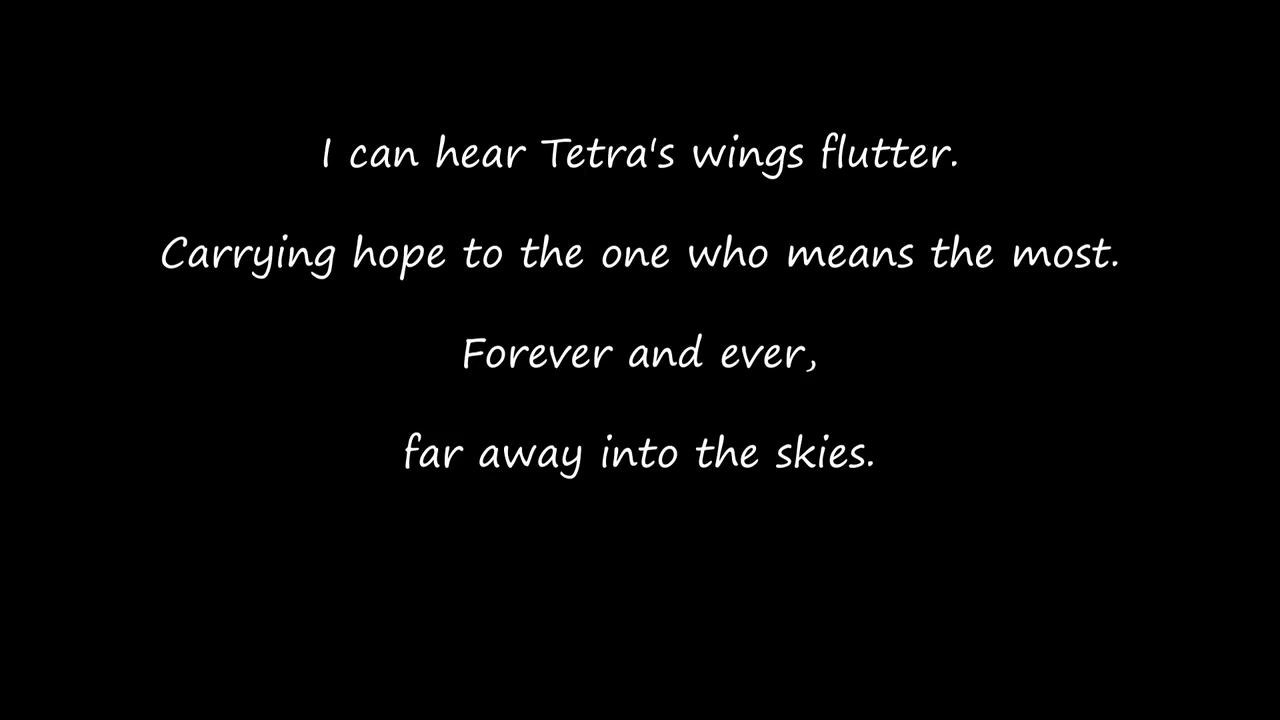 I can hear Tetra's wings flutter.
Carrying hope to the one who means the most.
Forever and ever,
far away into the skies.